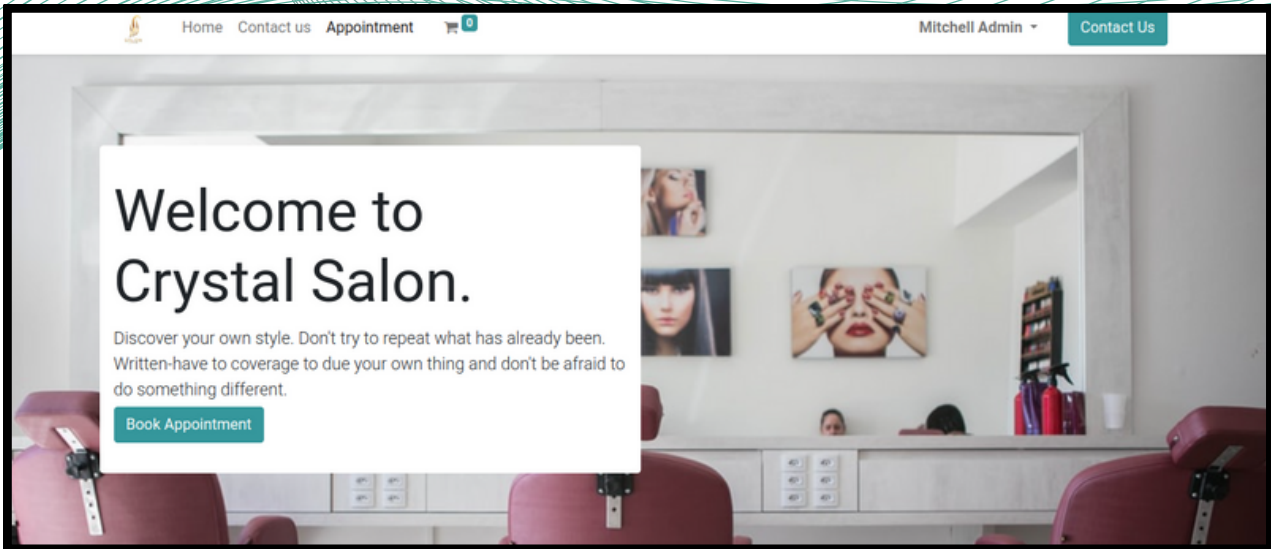 Home Contact us Appointment 0 Mitchell Admin Contact Us
Welcome to
Crystal Salon.
Discover your own style. Don't try to repeat what has already been.
Written-have to coverage to due your own thing and don't be afraid to
do something different.
Book Appointment